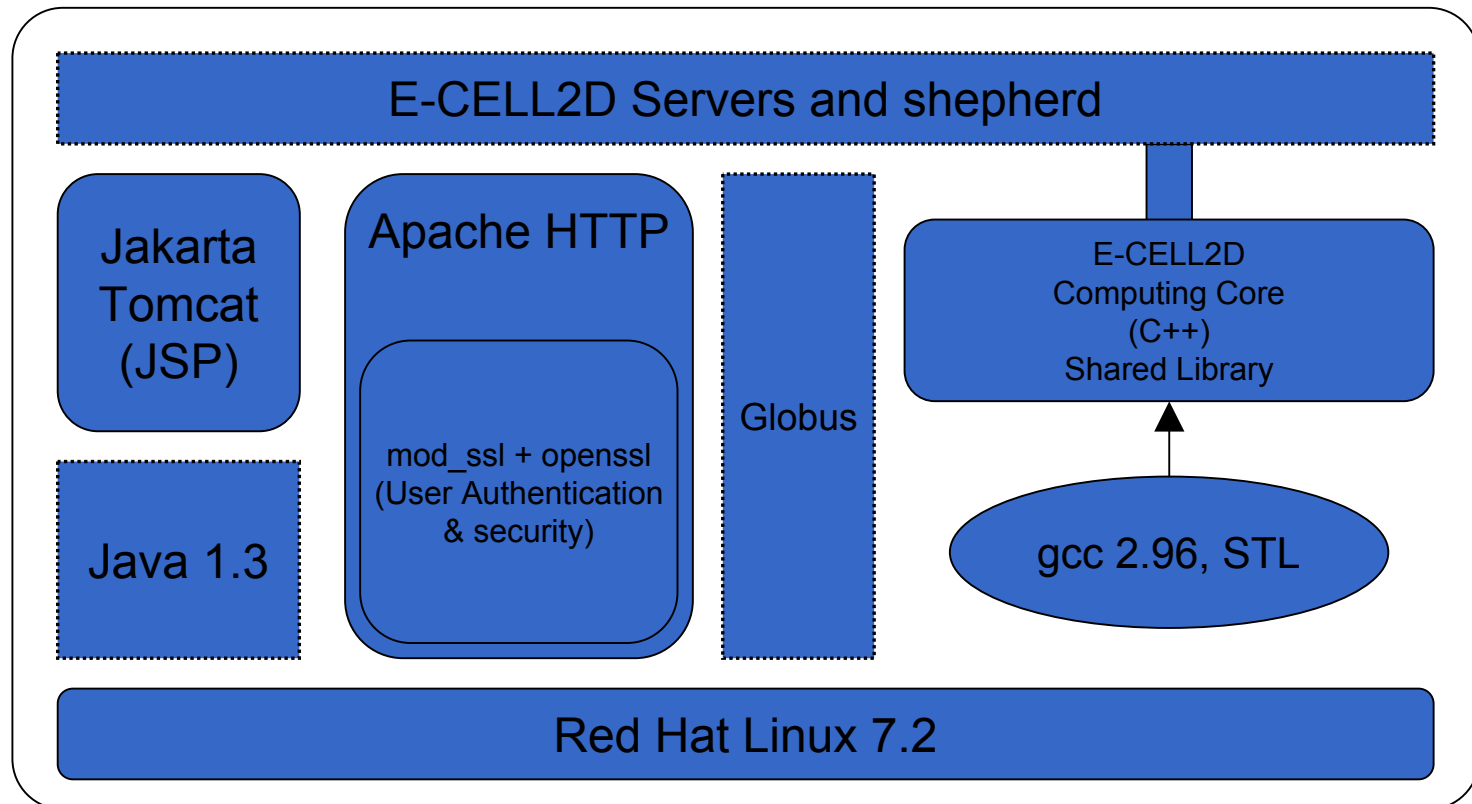 E-CELL2D Servers and shepherd
Jakarta
Tomcat
(JSP)
Apache HTTP
mod_ssl + openssl
(User Authentication
& security)
Globus
E-CELL2D
Computing Core
(C++)
Shared Library
Java 1.3
gcc 2.96, STL
Red Hat Linux 7.2